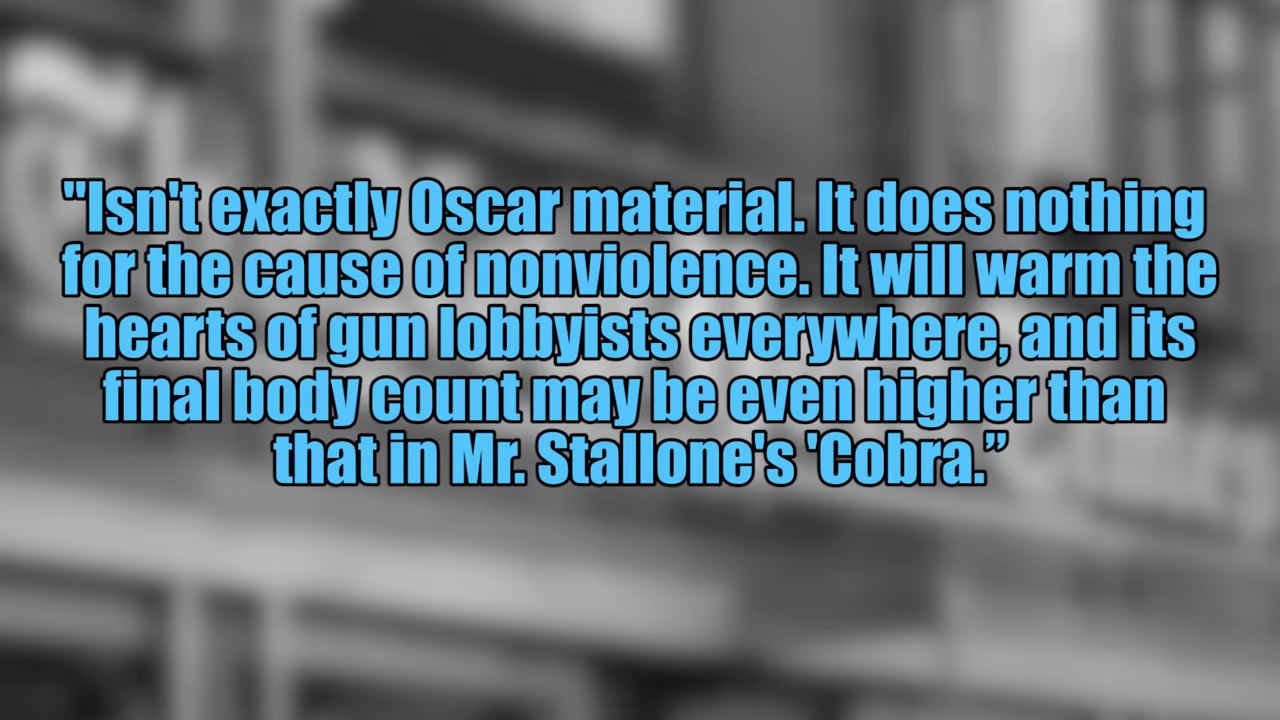 "Isn't exactly Oscar material. It does nothing
for the cause of nonviolence. It will warm the
hearts of gun lobbyists everywhere, and its
final body count may be even higher than
that in Mr. Stallone's 'Cobra.”